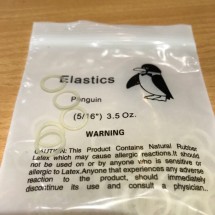 Elastics
Penguin
(5/16") 3.5 Oz.
WARNING
CAUTION: This Product Contains Natural Rubber
Latex which may cause allergic reactions.It should
not be used on or by anyone who is sensitive or
allergic to Latex.Anyone that experiences any adverse
reaction to the product, should immediately
discontinue its use and consult a physician..